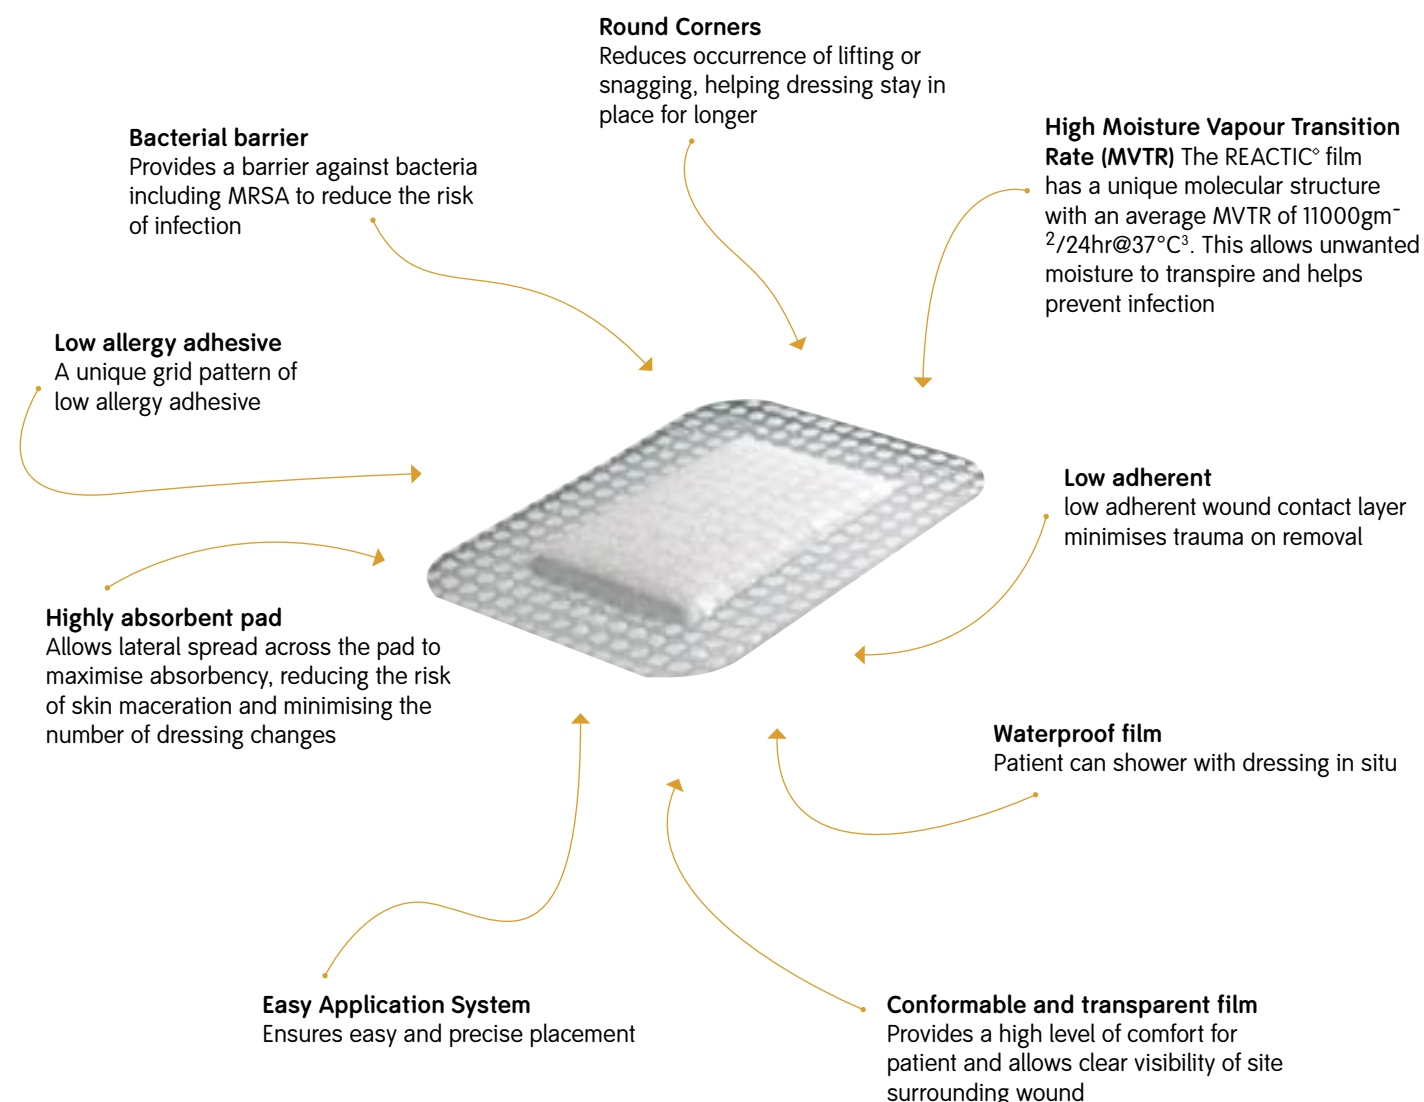 Round Corners
Reduces occurrence of lifting or
snagging, helping dressing stay in
place for longer
Bacterial barrier
Provides a barrier against bacteria
including MRSA to reduce the risk
of infection
High Moisture Vapour Transition
Rate (MVTR) The REACTIC◊ film
has a unique molecular structure
with an average MVTR of 11000gm⁻
²/24hr@37°C³. This allows unwanted
moisture to transpire and helps
prevent infection
Low allergy adhesive
A unique grid pattern of
low allergy adhesive
Low adherent
low adherent wound contact layer
minimises trauma on removal
Highly absorbent pad
Allows lateral spread across the pad to
maximise absorbency, reducing the risk
of skin maceration and minimising the
number of dressing changes
Waterproof film
Patient can shower with dressing in situ
Easy Application System
Ensures easy and precise placement
Conformable and transparent film
Provides a high level of comfort for
patient and allows clear visibility of site
surrounding wound